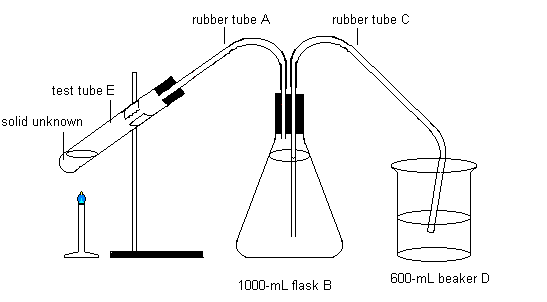 rubber tube A
rubber tube C
test tube E
solid unknown
1000-mL flask B
600-mL beaker D